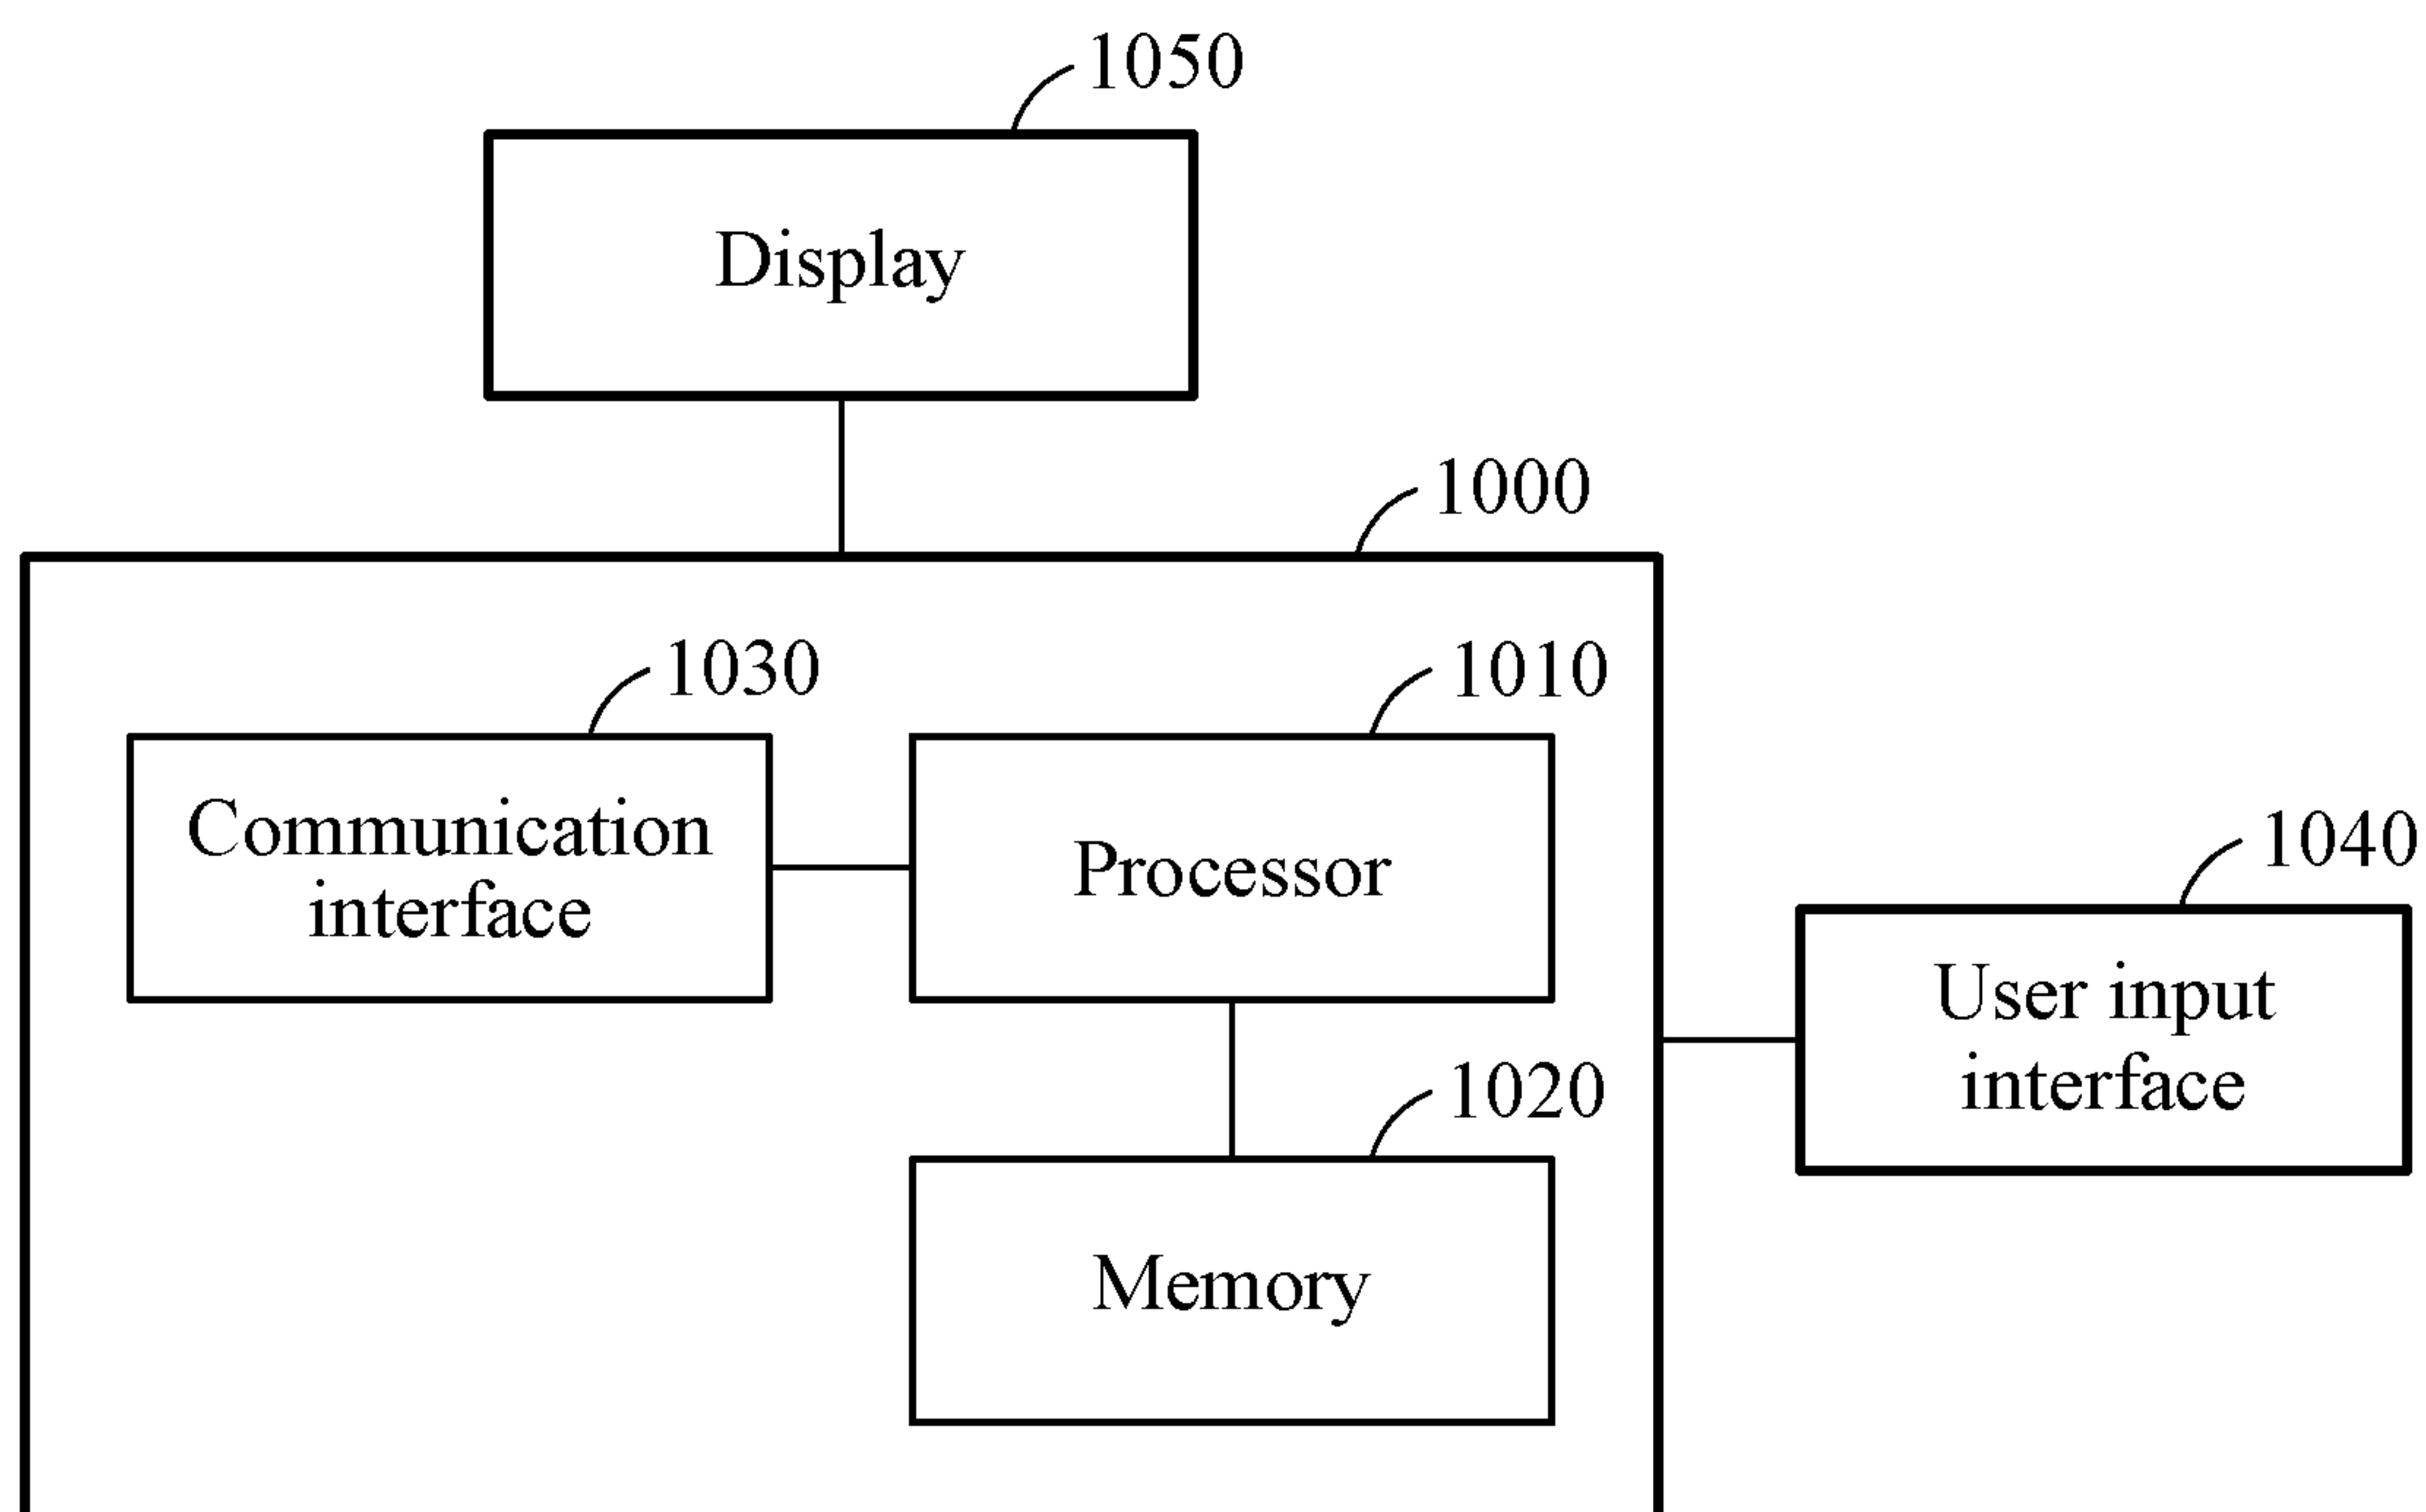 1050
Display
1000
1030
1010
Communication
interface
Processor
1040
User input
interface
1020
Memory